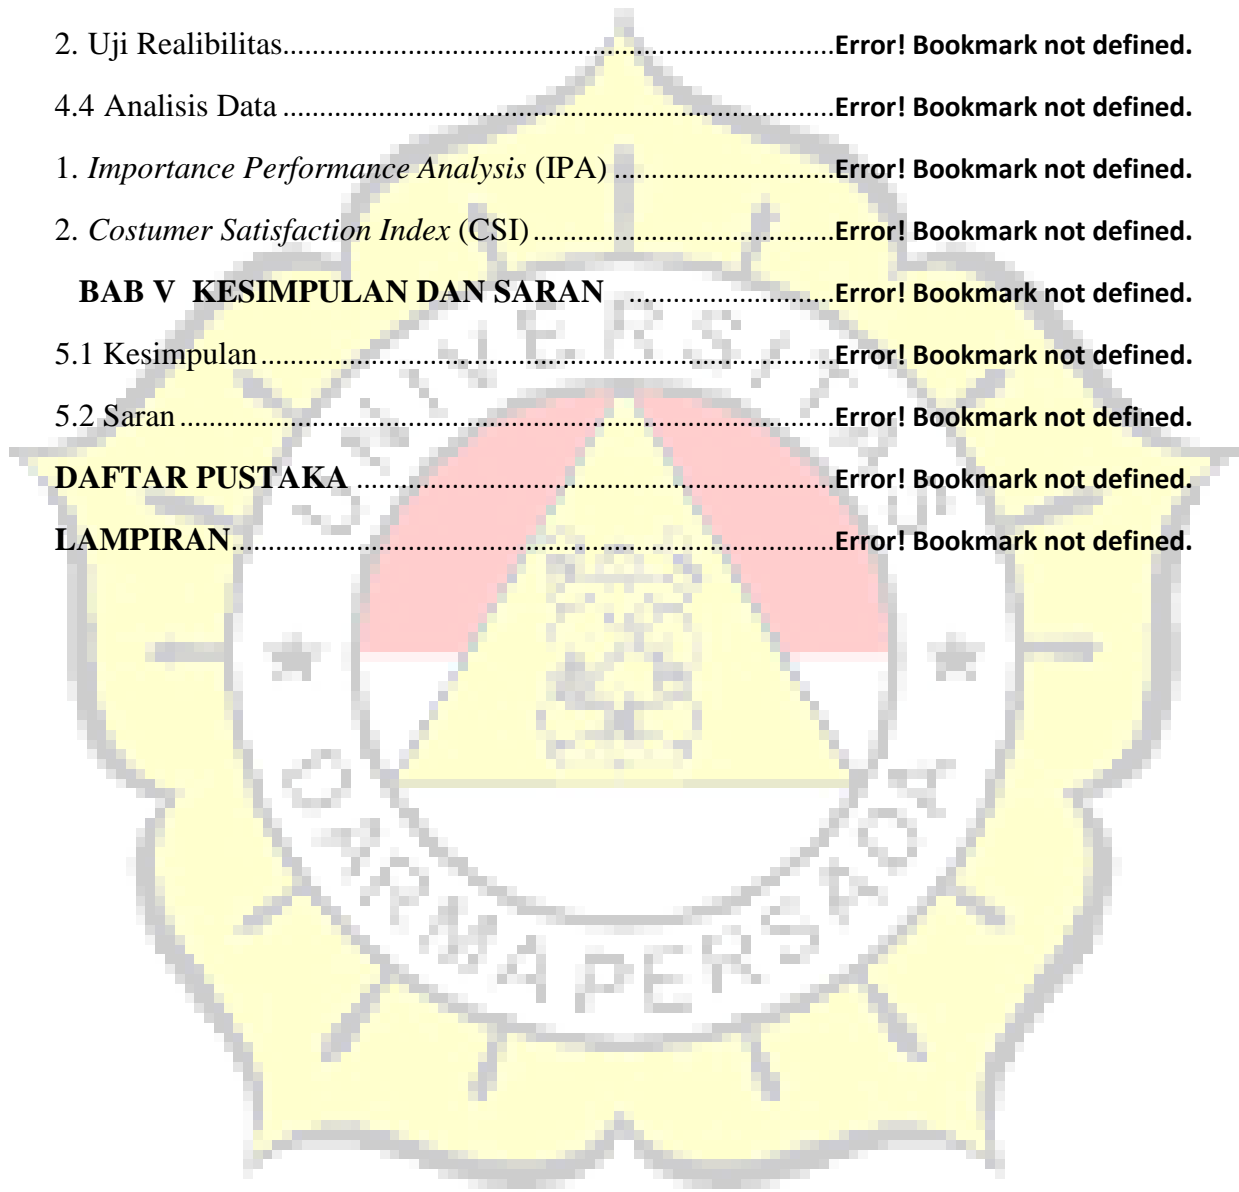 2. Uji Realibilitas....................................................................Error! Bookmark not defined.
4.4 Analisis Data ....................................................................Error! Bookmark not defined.
1. Importance Performance Analysis (IPA) ..........................Error! Bookmark not defined.
2. Costumer Satisfaction Index (CSI).....................................Error! Bookmark not defined.
BAB V KESIMPULAN DAN SARAN .........................Error! Bookmark not defined.
5.1 Kesimpulan......................................................................Error! Bookmark not defined.
5.2 Saran ................................................................................Error! Bookmark not defined.
DAFTAR PUSTAKA ..........................................................Error! Bookmark not defined.
LAMPIRAN..........................................................................Error! Bookmark not defined.
UNIVERSITAS
DARMA PERSADA